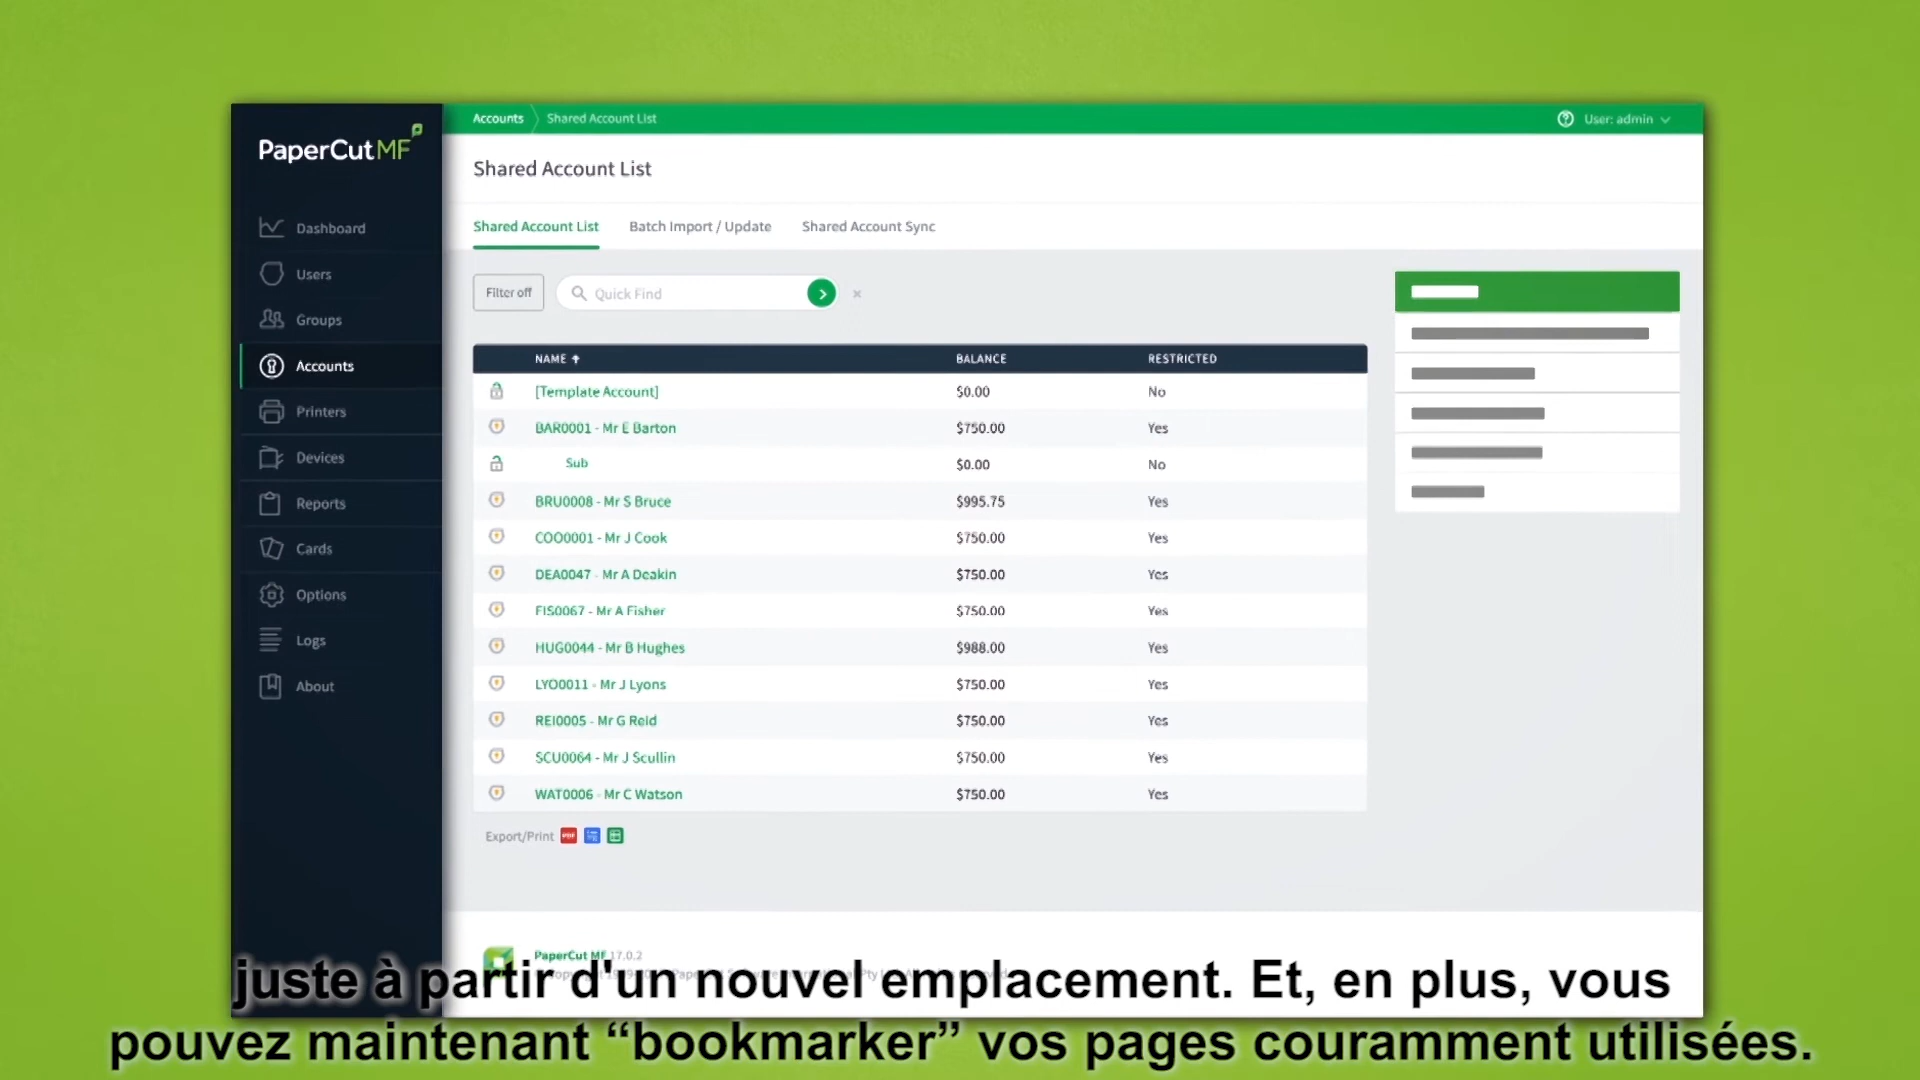 PaperCut MF
Accounts
Shared Account List
User: admin
Shared Account List
Shared Account List
Batch Import / Update
Shared Account Sync
Dashboard
Users
Groups
Accounts
Printers
Devices
Reports
Cards
Options
Logs
About
Filter off
Quick Find
NAME BALANCE RESTRICTED
[Template Account] $0.00 No
BAR0001 - Mr E Barton $750.00 Yes
Sub $0.00 No
BRU0008 - Mr S Bruce $995.75 Yes
COO0001 - Mr J Cook $750.00 Yes
DEA0047 - Mr A Deakin $750.00 Yes
FIS0067 - Mr A Fisher $750.00 Yes
HUG0044 - Mr B Hughes $988.00 Yes
LYO0011 - Mr J Lyons $750.00 Yes
REI0005 - Mr G Reid $750.00 Yes
SCU0064 - Mr J Scullin $750.00 Yes
WAT0006 - Mr C Watson $750.00 Yes
Export/Print PDF
PaperCut MF 17.0.2
juste à partir d'un nouvel emplacement. Et, en plus, vous
pouvez maintenant “bookmarker” vos pages couramment utilisées.